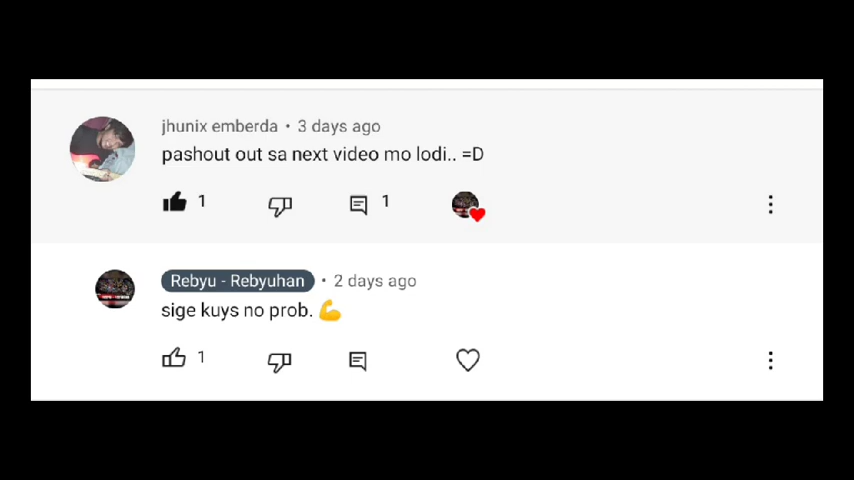 jhunix emberda • 3 days ago
pashout out sa next video mo lodi.. =D
1 1
Rebyu - Rebyuhan • 2 days ago
sige kuys no prob. 💪
1